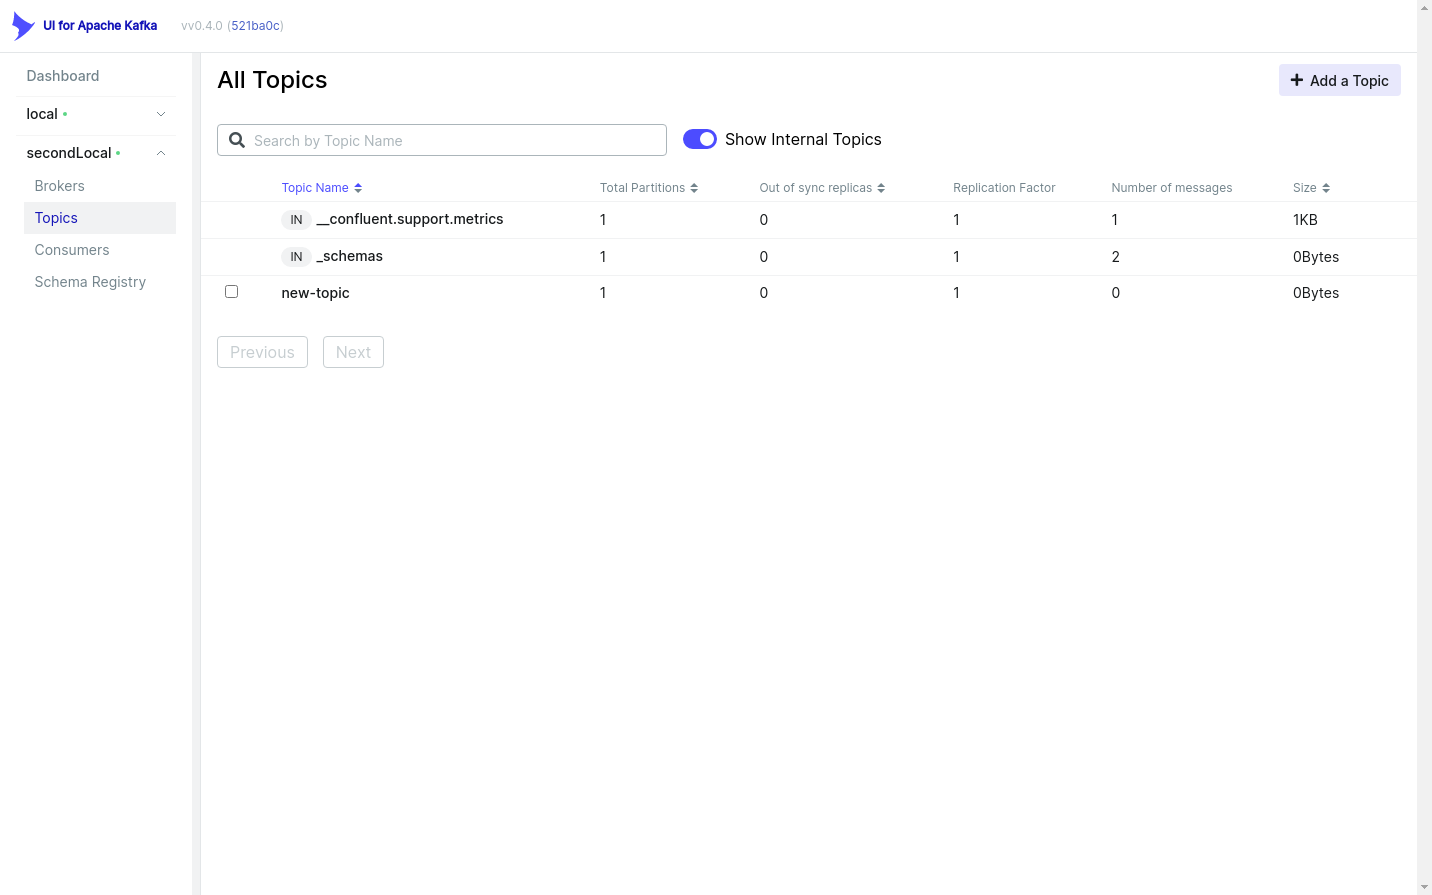 UI for Apache Kafka vv0.4.0 (521ba0c)
Dashboard
local
secondLocal
Brokers
Topics
Consumers
Schema Registry
All Topics
Add a Topic
Search by Topic Name
Show Internal Topics
Topic Name Total Partitions Out of sync replicas Replication Factor Number of messages Size
IN __confluent.support.metrics 1 0 1 1 1KB
IN _schemas 1 0 1 2 0Bytes
new-topic 1 0 1 0 0Bytes
Previous Next